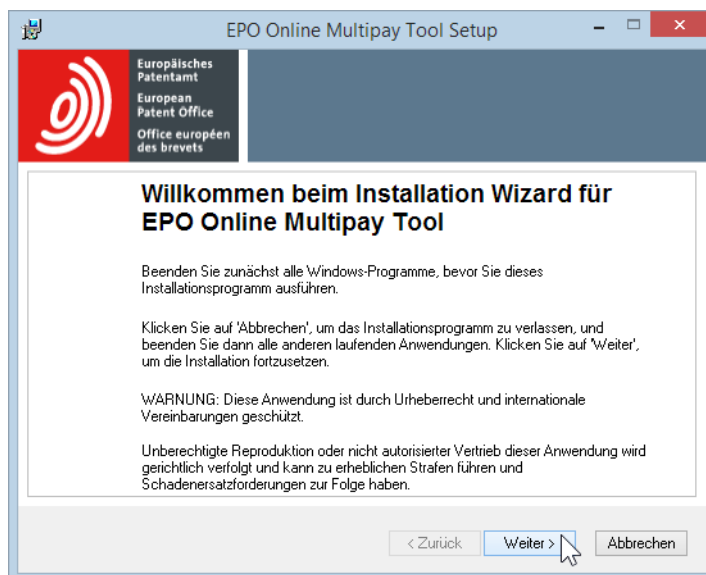 EPO Online Multipay Tool Setup
Europäisches
Patentamt
European
Patent Office
Office européen
des brevets
Willkommen beim Installation Wizard für
EPO Online Multipay Tool
Beenden Sie zunächst alle Windows-Programme, bevor Sie dieses
Installationsprogramm ausführen.
Klicken Sie auf 'Abbrechen', um das Installationsprogramm zu verlassen, und
beenden Sie dann alle anderen laufenden Anwendungen. Klicken Sie auf 'Weiter',
um die Installation fortzusetzen.
WARNUNG: Diese Anwendung ist durch Urheberrecht und internationale
Vereinbarungen geschützt.
Unberechtigte Reproduktion oder nicht autorisierter Vertrieb dieser Anwendung wird
gerichtlich verfolgt und kann zu erheblichen Strafen führen und
Schadenersatzforderungen zur Folge haben.
< Zurück Weiter > Abbrechen